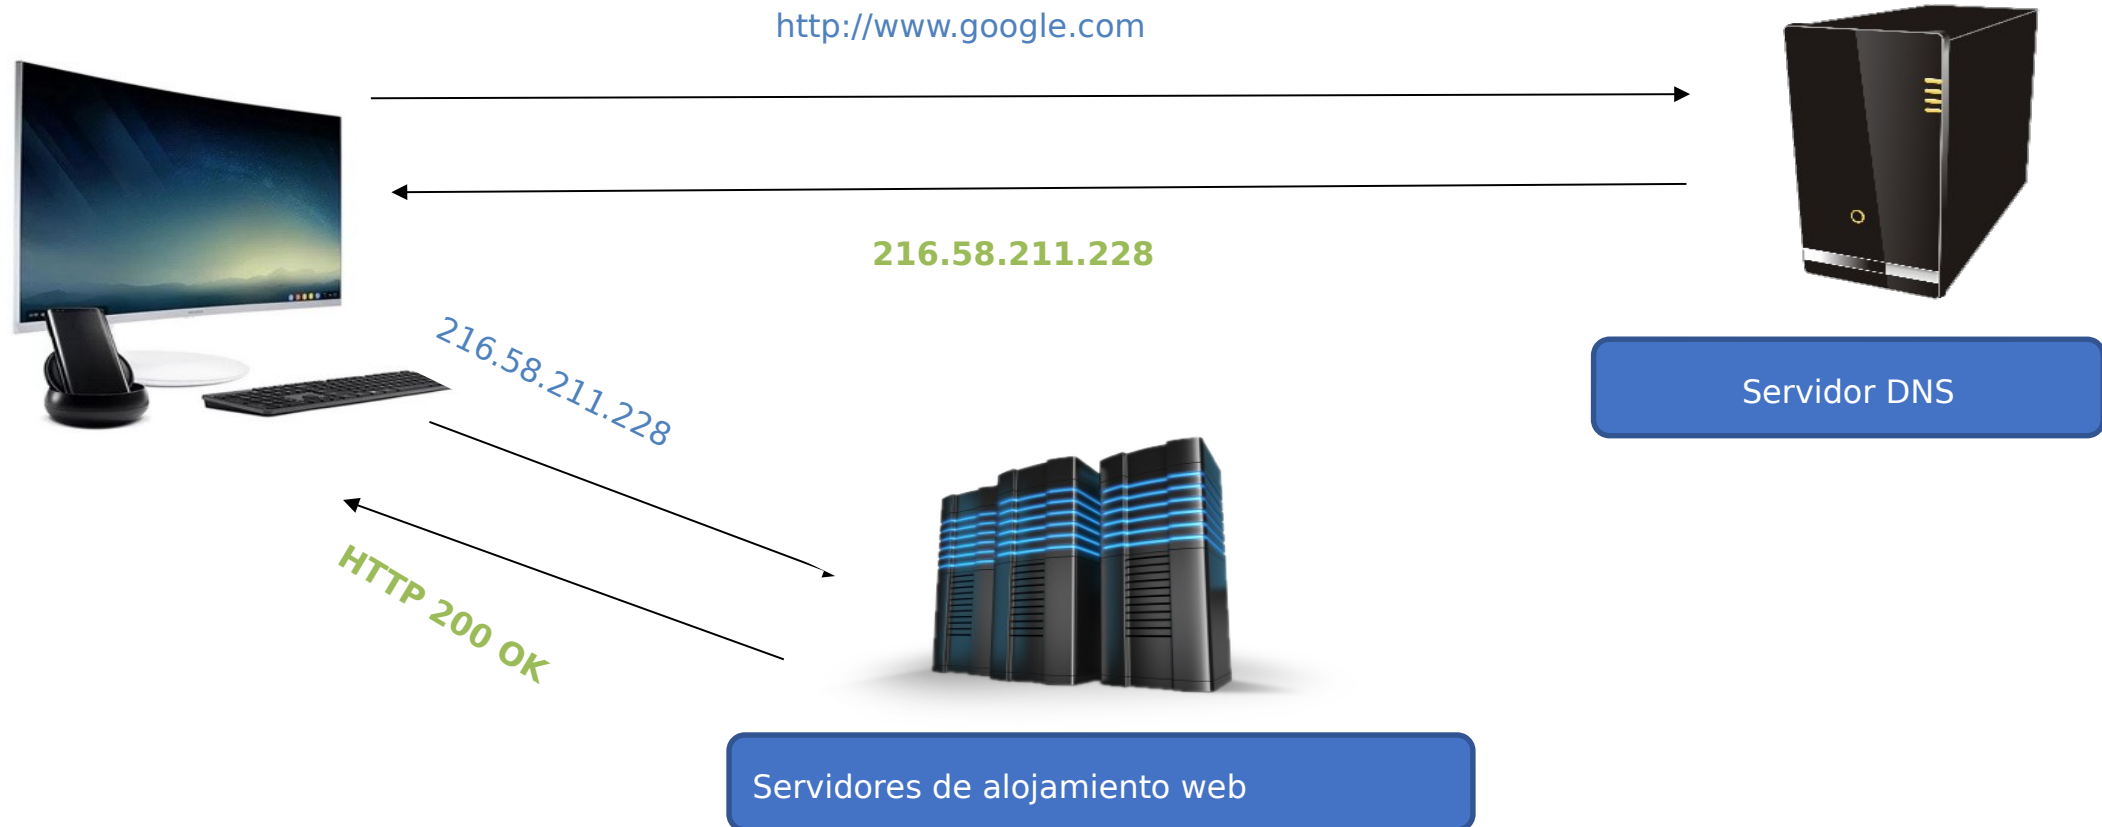 http://www.google.com
216.58.211.228
216.58.211.228
Servidor DNS
HTTP 200 OK
Servidores de alojamiento web